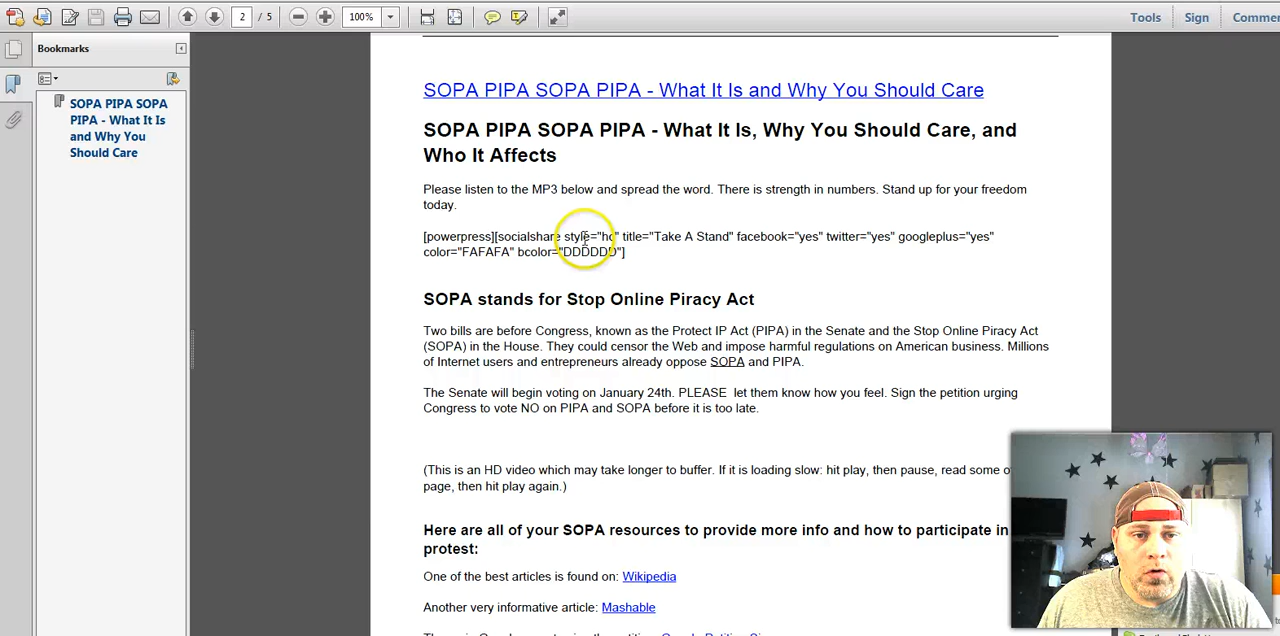 2 / 5
100%
Tools
Sign
Bookmarks
SOPA PIPA SOPA
PIPA - What It Is
and Why You
Should Care
SOPA PIPA SOPA PIPA - What It Is and Why You Should Care
SOPA PIPA SOPA PIPA - What It Is, Why You Should Care, and
Who It Affects
Please listen to the MP3 below and spread the word. There is strength in numbers. Stand up for your freedom
today.
[powerpress][socialshare style="hc" title="Take A Stand" facebook="yes" twitter="yes" googleplus="yes"
color="FAFAFA" bcolor="DDDDDD"]
SOPA stands for Stop Online Piracy Act
Two bills are before Congress, known as the Protect IP Act (PIPA) in the Senate and the Stop Online Piracy Act
(SOPA) in the House. They could censor the Web and impose harmful regulations on American business. Millions
of Internet users and entrepreneurs already oppose SOPA and PIPA.
The Senate will begin voting on January 24th. PLEASE let them know how you feel. Sign the petition urging
Congress to vote NO on PIPA and SOPA before it is too late.
(This is an HD video which may take longer to buffer. If it is loading slow: hit play, then pause, read some
page, then hit play again.)
Here are all of your SOPA resources to provide more info and how to participate in
protest:
One of the best articles is found on: Wikipedia
Another very informative article: Mashable